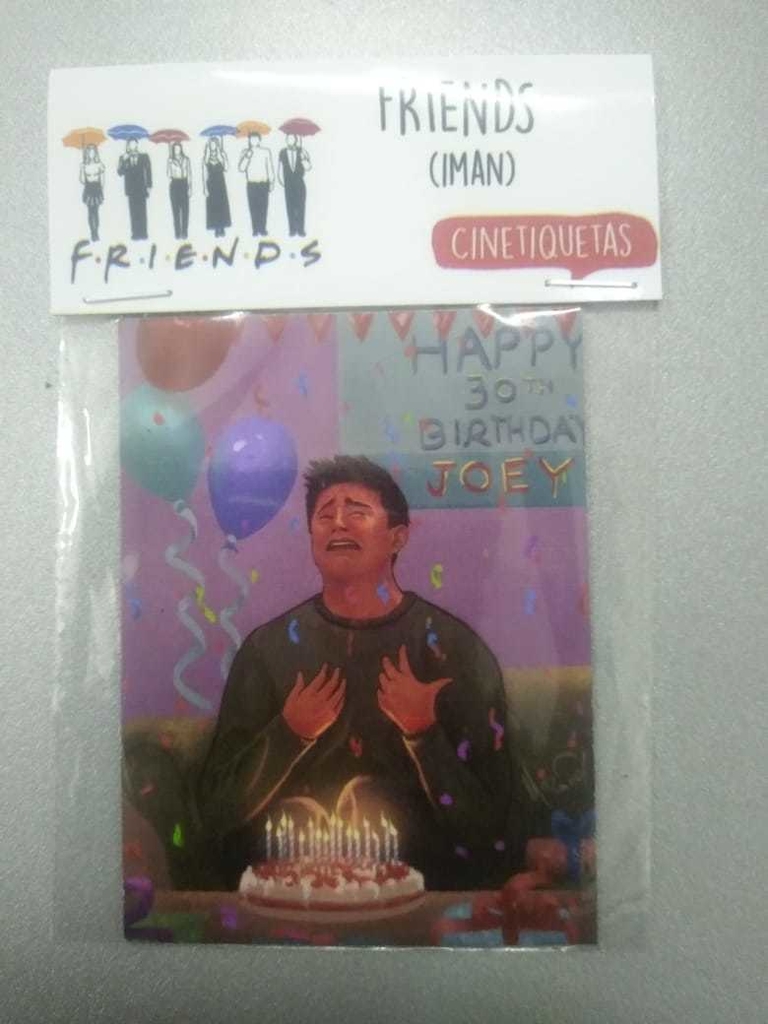 FRIENDS
(IMAN)
CINETIQUETAS
F·R·I·E·N·D·S
HAPPY
30TH
BIRTHDAY
JOEY